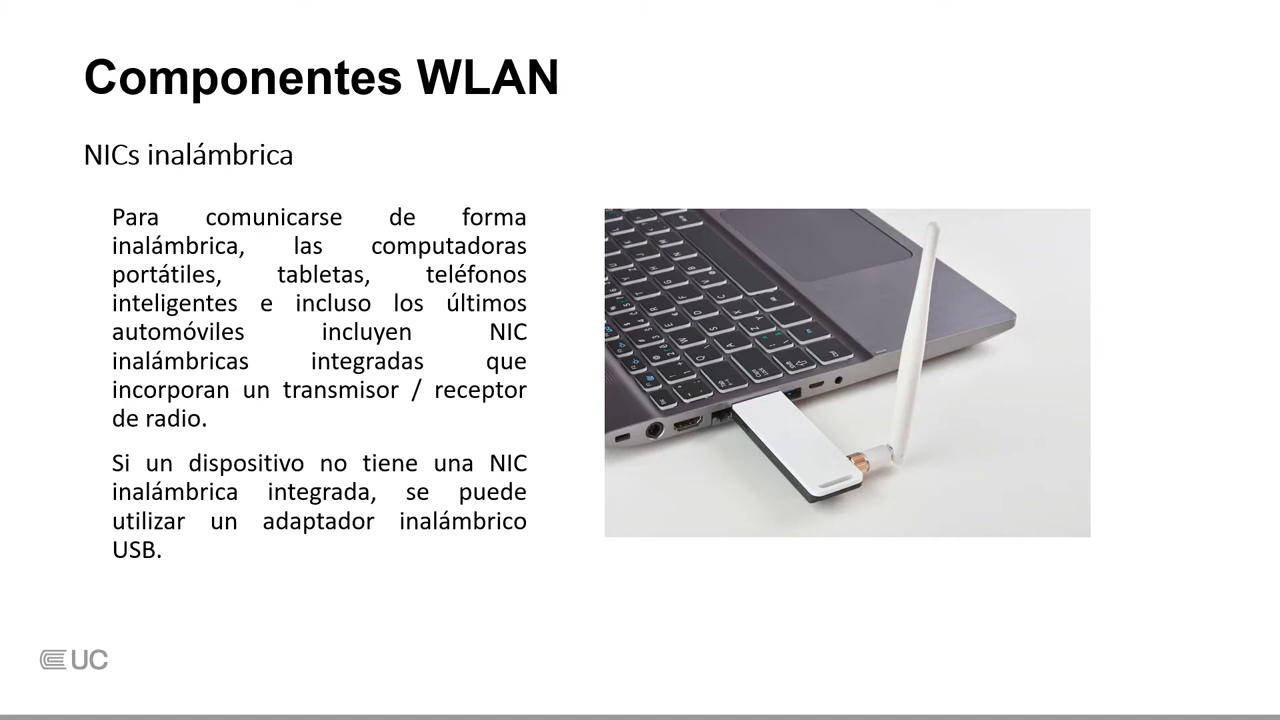 Componentes WLAN
NICs inalámbrica
Para comunicarse de forma
inalámbrica, las computadoras
portátiles, tabletas, teléfonos
inteligentes e incluso los últimos
automóviles incluyen NIC
inalámbricas integradas que
incorporan un transmisor / receptor
de radio.
Si un dispositivo no tiene una NIC
inalámbrica integrada, se puede
utilizar un adaptador inalámbrico
USB.
UC